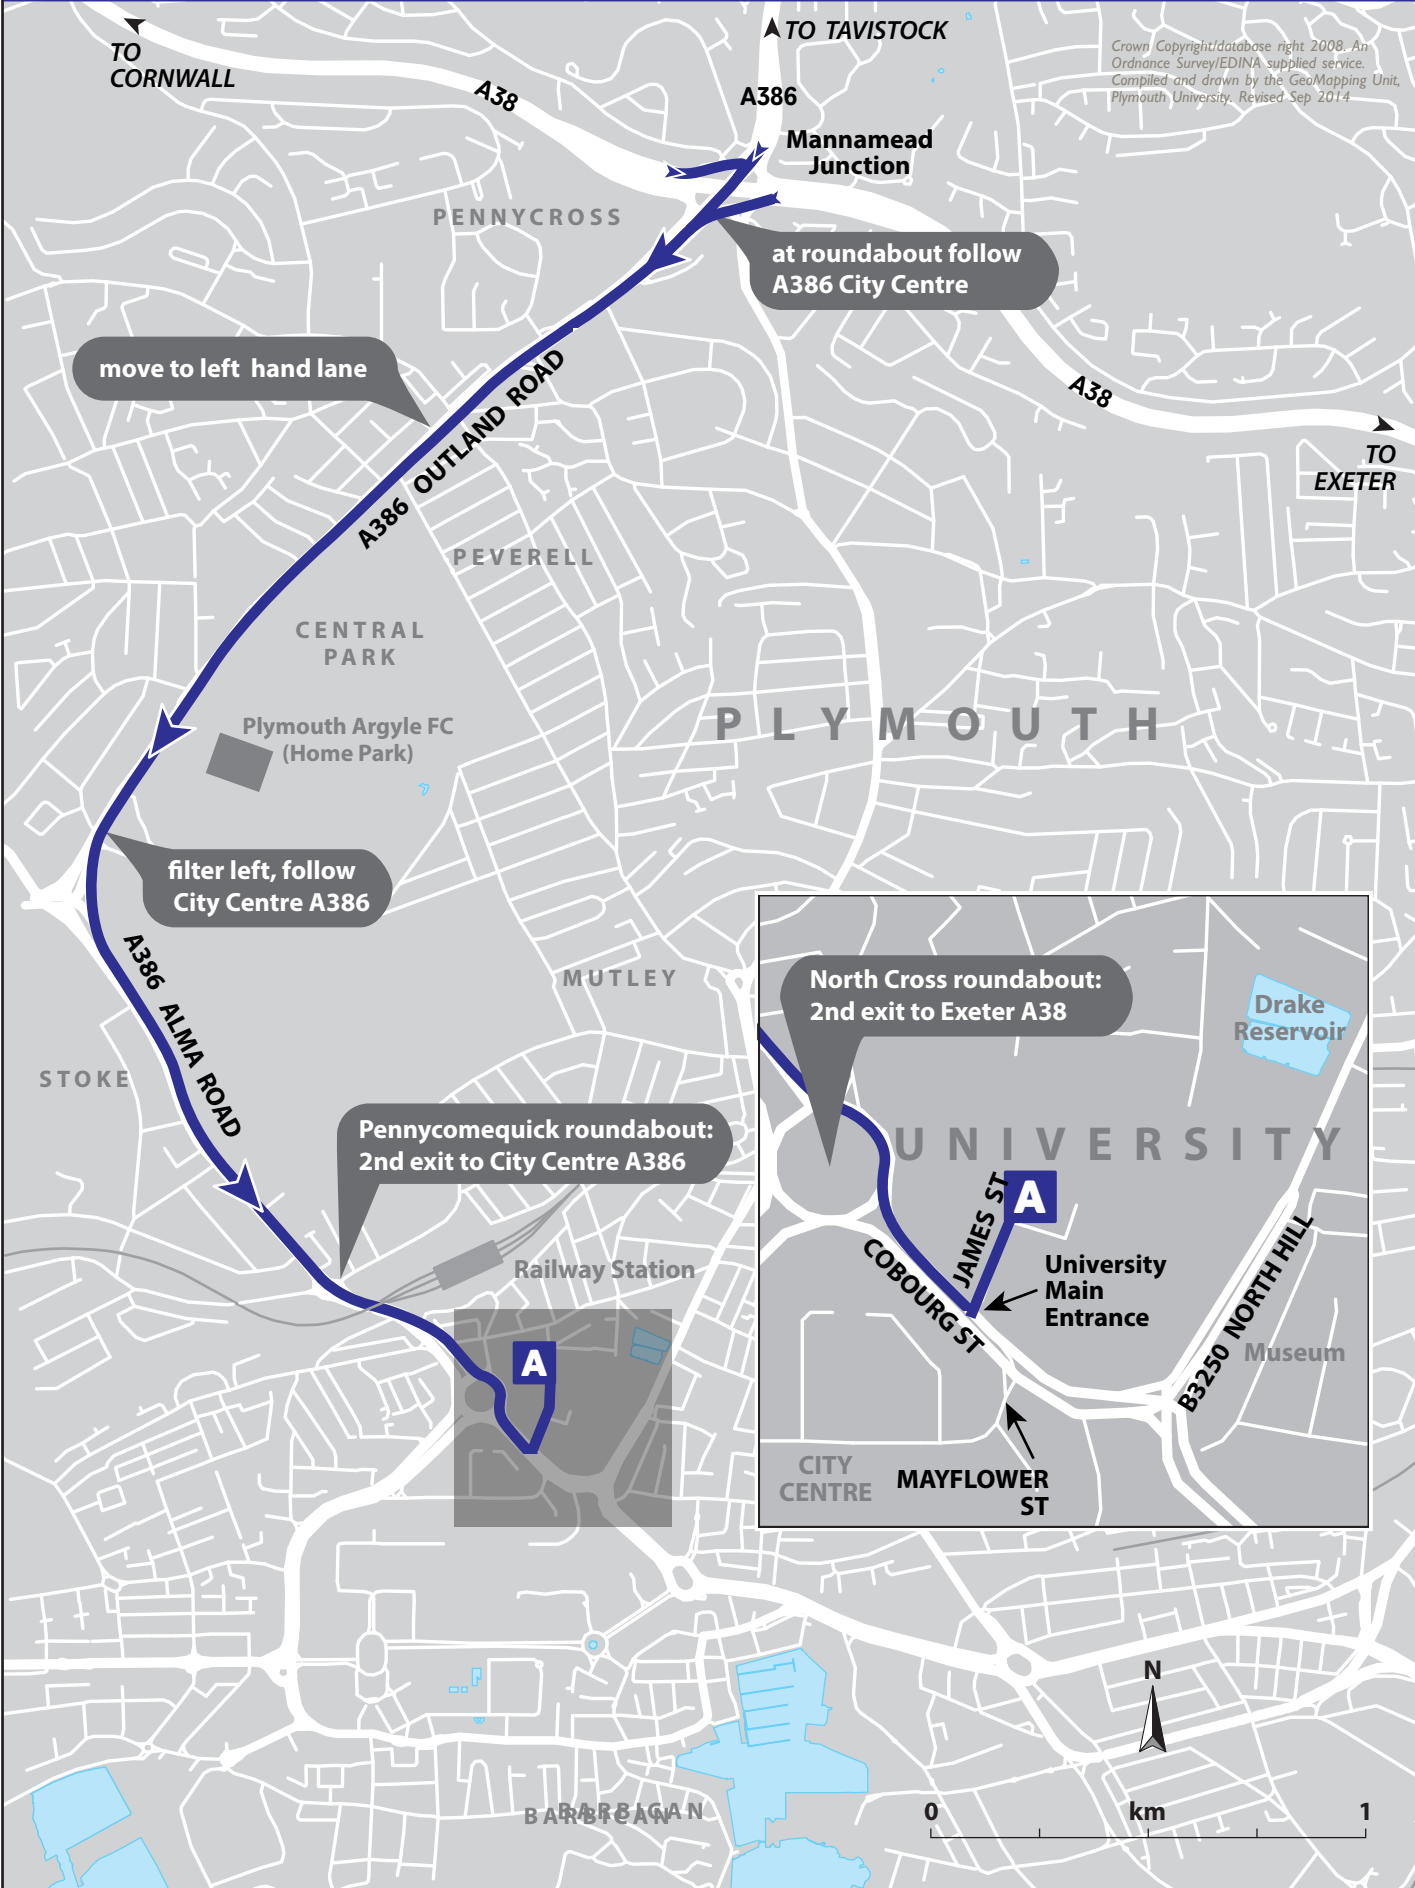 TO TAVISTOCK
TO
CORNWALL
Crown Copyright/database right 2008. An
Ordnance Survey/EDINA supplied service.
Compiled and drawn by the GeoMapping Unit,
Plymouth University. Revised Sep 2014
A38
A386
Mannamead
Junction
PENNYCROSS
at roundabout follow
A386 City Centre
move to left hand lane
A386 OUTLAND ROAD
A38
TO
EXETER
PEVERELL
CENTRAL
PARK
Plymouth Argyle FC
(Home Park)
PLYMOUTH
filter left, follow
City Centre A386
A386 ALMA ROAD
MUTLEY
STOKE
Pennycomequick roundabout:
2nd exit to City Centre A386
Railway Station
A
North Cross roundabout:
2nd exit to Exeter A38
Drake
Reservoir
UNIVERSITY
JAMES ST
A
COBOURG ST
University
Main
Entrance
B3250 NORTH HILL
Museum
CITY
CENTRE
MAYFLOWER
ST
N
BARBICAN
BARBICAN
0 km 1